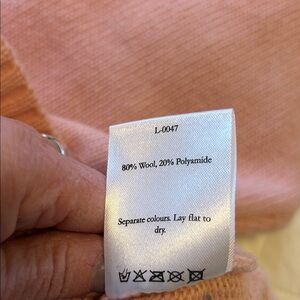 L-0047
80% Wool, 20% Polyamide
Separate colours. Lay flat to
dry.